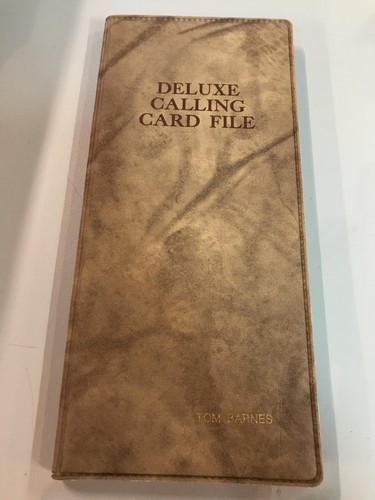 DELUXE
CALLING
CARD FILE
TOM BARNES